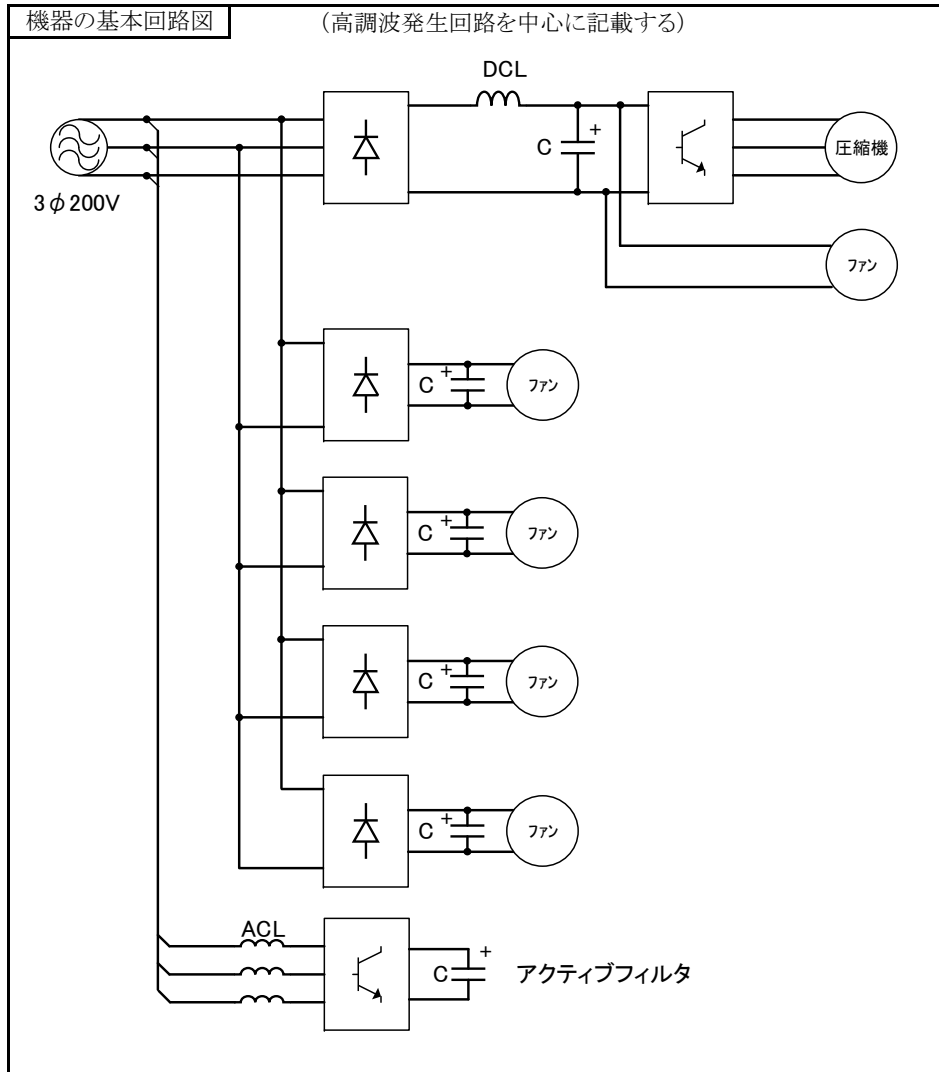 機器の基本回路図
(高調波発生回路を中心に記載する)
DCL
C
+
圧縮機
3φ200V
ファン
C
+
ファン
C
+
ファン
C
+
ファン
C
+
ファン
ACL
C
+
アクティブフィルタ